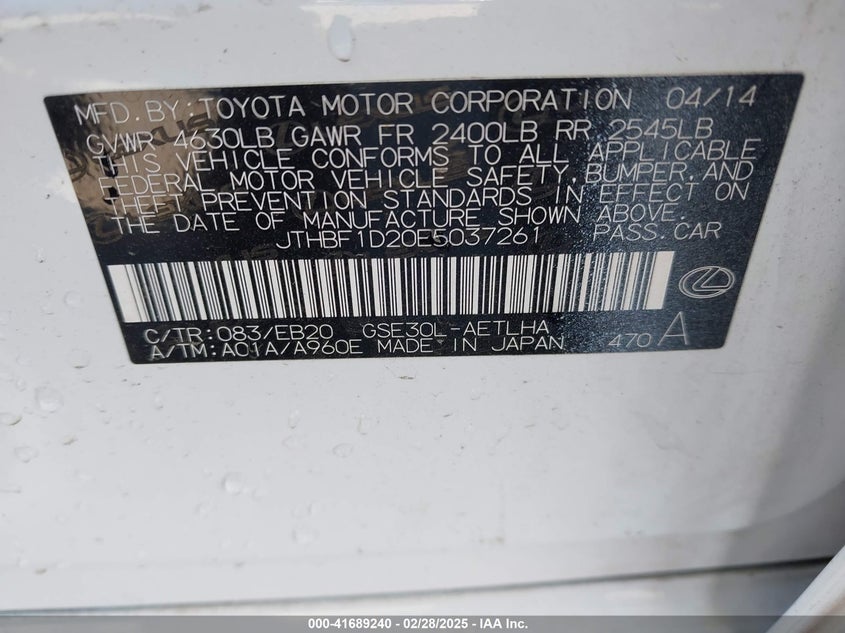 MFD. BY: TOYOTA MOTOR CORPORATION 04/14
GVWR 4630LB GAWR FR 2400LB RR 2545LB
THIS VEHICLE CONFORMS TO ALL APPLICABLE
FEDERAL MOTOR VEHICLE SAFETY, BUMPER, AND
THEFT PREVENTION STANDARDS IN EFFECT ON
THE DATE OF MANUFACTURE SHOWN ABOVE.
JTHBF1D20E5037261 PASS. CAR
C/TR: 083/EB20 GSE30L-AETLHA
A/TM: A01A/A960E MADE IN JAPAN 470 A
000-41689240 | 02/28/2025 - IAA Inc.